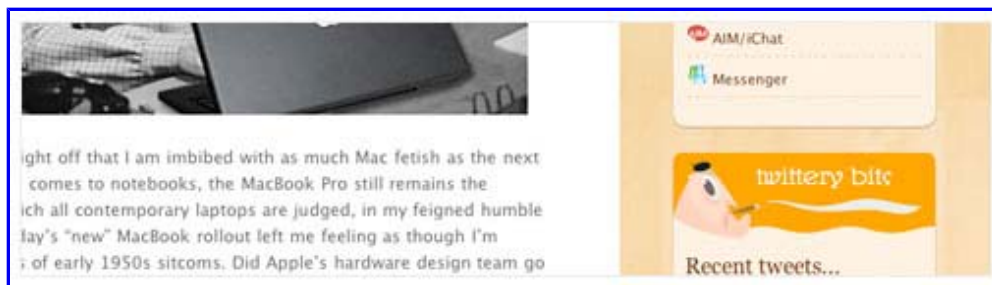 AIM/iChat
Messenger
ight off that I am imbibed with as much Mac fetish as the next
comes to notebooks, the MacBook Pro still remains the
ich all contemporary laptops are judged, in my feigned humble
lay's “new” MacBook rollout left me feeling as though I'm
s of early 1950s sitcoms. Did Apple's hardware design team go
twittery bits
Recent tweets...